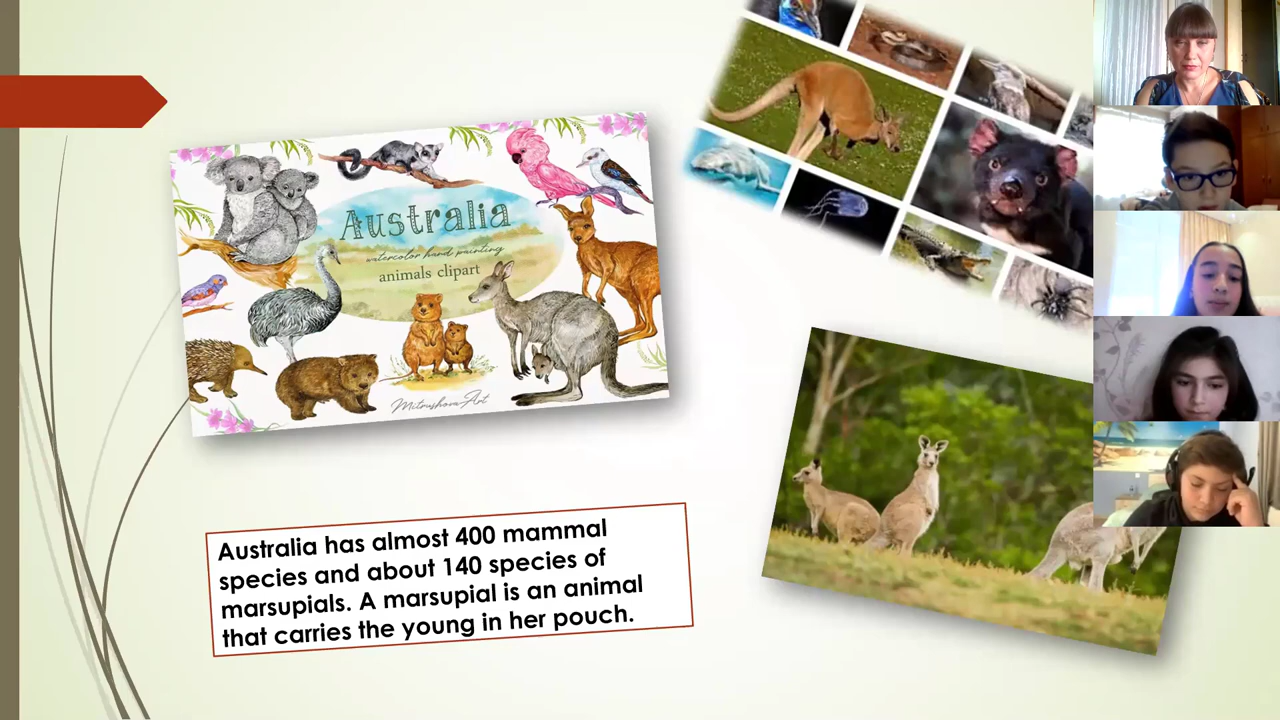 Australia
watercolor hand painting
animals clipart
MitrushovaArt
Australia has almost 400 mammal
species and about 140 species of
marsupials. A marsupial is an animal
that carries the young in her pouch.